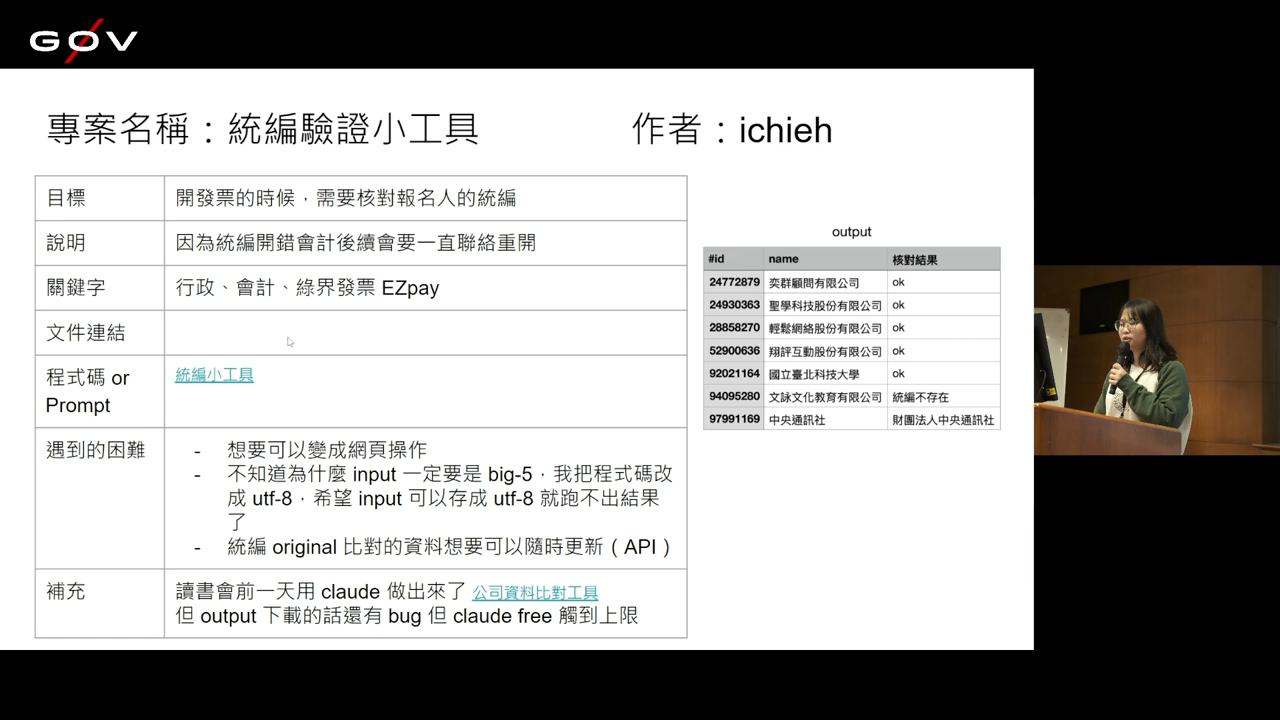 G0V
專案名稱：統編驗證小工具
作者：ichieh
目標
開發票的時候，需要核對報名人的統編
說明
因為統編開錯會計後續會要一直聯絡重開
關鍵字
行政、會計、綠界發票 EZpay
文件連結
程式碼 or
Prompt
統編小工具
遇到的困難
- 想要可以變成網頁操作
- 不知道為什麼 input 一定要是 big-5，我把程式碼改
成 utf-8，希望 input 可以存成 utf-8 就跑不出結果
了
- 統編 original 比對的資料想要可以隨時更新（API）
補充
讀書會前一天用 claude 做出來了 公司資料比對工具
但 output 下載的話還有 bug 但 claude free 觸到上限
output
#id name 核對結果
24772879 奕群顧問有限公司 ok
24930363 聖學科技股份有限公司 ok
28858270 輕鬆網絡股份有限公司 ok
52900636 翔評互動股份有限公司 ok
92021164 國立臺北科技大學 ok
94095280 文詠文化教育有限公司 統編不存在
97991169 中央通訊社 財團法人中央通訊社